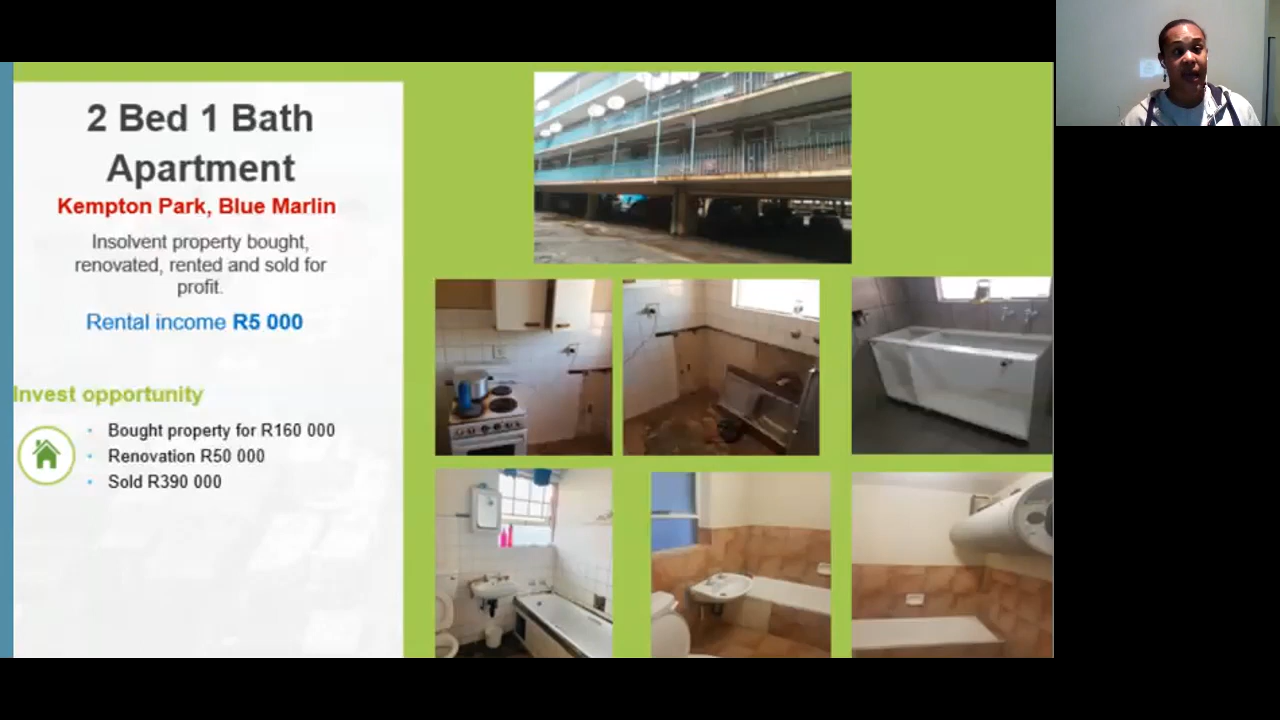 2 Bed 1 Bath
Apartment
Kempton Park, Blue Marlin
Insolvent property bought,
renovated, rented and sold for
profit.
Rental income R5 000
Invest opportunity
• Bought property for R160 000
• Renovation R50 000
• Sold R390 000